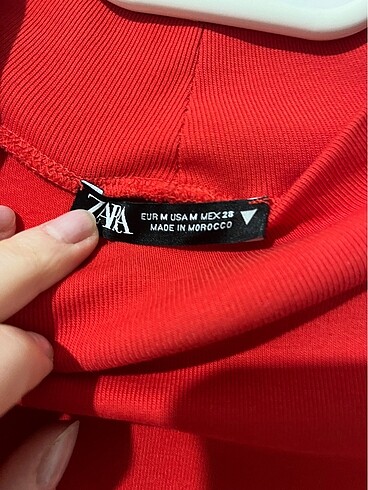 ZARA
EUR M USA M MEX 28
MADE IN MOROCCO